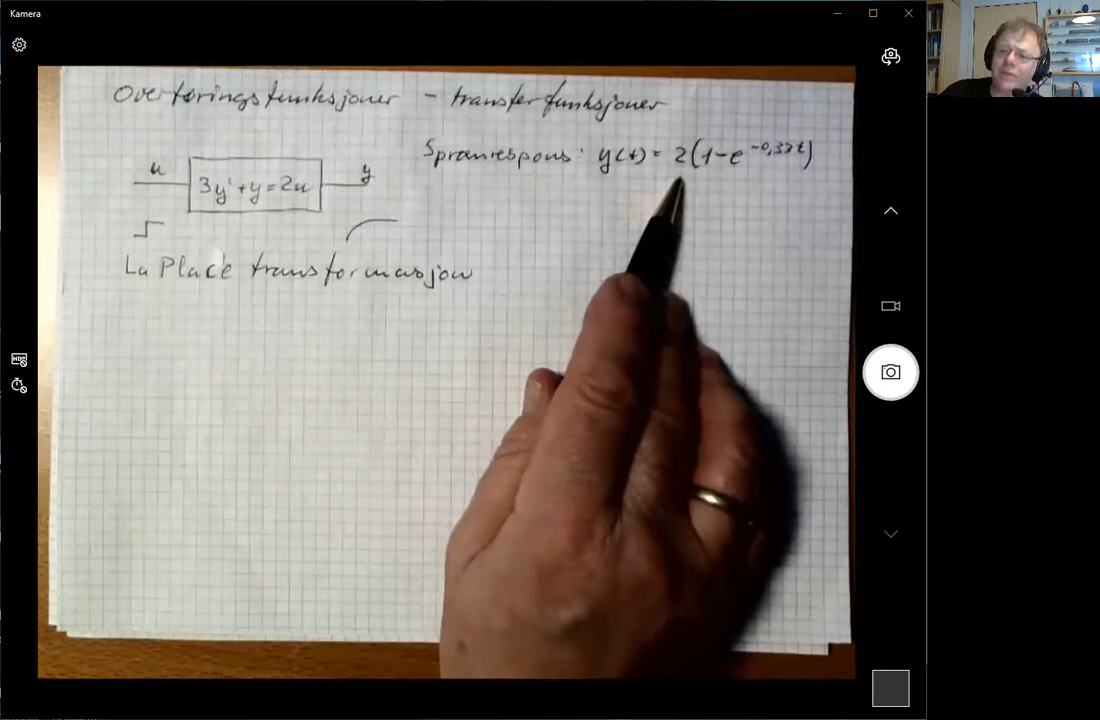 Kamera
Overføringsfunksjoner - transferfunksjoner
Sprangrespons: y(t) = 2(1-e^-0,33t)
u
3y'+y=2u
y
LaPlace transformasjon